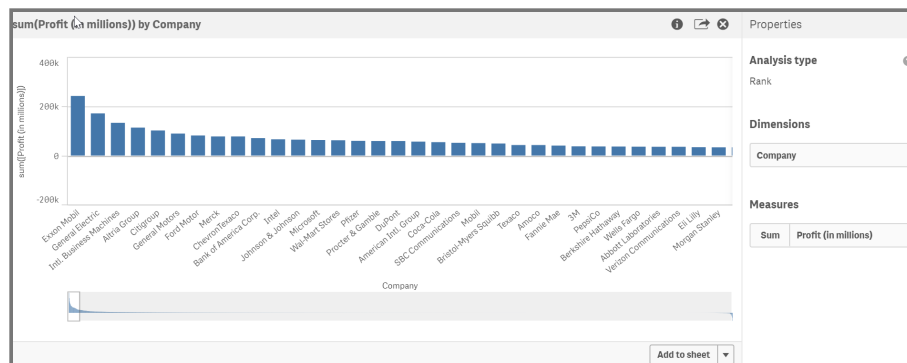 sum(Profit (in millions)) by Company
Properties
400k
200k
0
-200k
sum([Profit (in millions)])
Exxon Mobil
General Electric
Intl. Business Machines
Altria Group
Citigroup
General Motors
Ford Motor
Merck
ChevronTexaco
Bank of America Corp.
Intel
Johnson & Johnson
Microsoft
Wal-Mart Stores
Pfizer
Procter & Gamble
DuPont
American Intl. Group
Coca-Cola
SBC Communications
Mobil
Bristol-Myers Squibb
Texaco
Amoco
Fannie Mae
3M
PepsiCo
Berkshire Hathaway
Wells Fargo
Abbott Laboratories
Verizon Communications
Eli Lilly
Morgan Stanley
Company
Analysis type
Rank
Dimensions
Company
Measures
Sum Profit (in millions)
Add to sheet